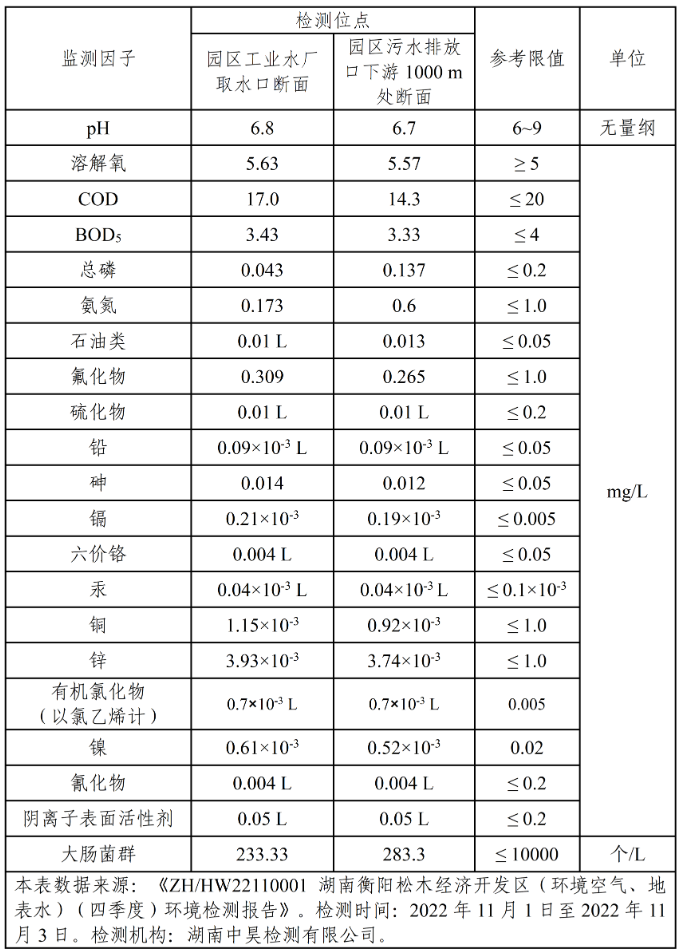 监测因子 检测位点 参考限值 单位
园区工业水厂取水口断面 园区污水排放口下游 1000 m处断面
pH 6.8 6.7 6~9 无量纲
溶解氧 5.63 5.57 ≥5 mg/L
COD 17.0 14.3 ≤20
BOD₅ 3.43 3.33 ≤4
总磷 0.043 0.137 ≤0.2
氨氮 0.173 0.6 ≤1.0
石油类 0.01 L 0.013 ≤0.05
氟化物 0.309 0.265 ≤1.0
硫化物 0.01 L 0.01 L ≤0.2
铅 0.09×10⁻³ L 0.09×10⁻³ L ≤0.05
砷 0.014 0.012 ≤0.05
镉 0.21×10⁻³ 0.19×10⁻³ ≤0.005
六价铬 0.004 L 0.004 L ≤0.05
汞 0.04×10⁻³ L 0.04×10⁻³ L ≤0.1×10⁻³
铜 1.15×10⁻³ 0.92×10⁻³ ≤1.0
锌 3.93×10⁻³ 3.74×10⁻³ ≤1.0
有机氯化物（以氯乙烯计） 0.7×10⁻³ L 0.7×10⁻³ L 0.005
镍 0.61×10⁻³ 0.52×10⁻³ 0.02
氰化物 0.004 L 0.004 L ≤0.2
阴离子表面活性剂 0.05 L 0.05 L ≤0.2
大肠菌群 233.33 283.3 ≤10000 个/L
本表数据来源：《ZH/HW22110001 湖南衡阳松木经济开发区（环境空气、地
表水）（四季度）环境检测报告》。检测时间：2022 年 11 月 1 日至 2022 年 11
月 3 日。检测机构：湖南中昊检测有限公司。